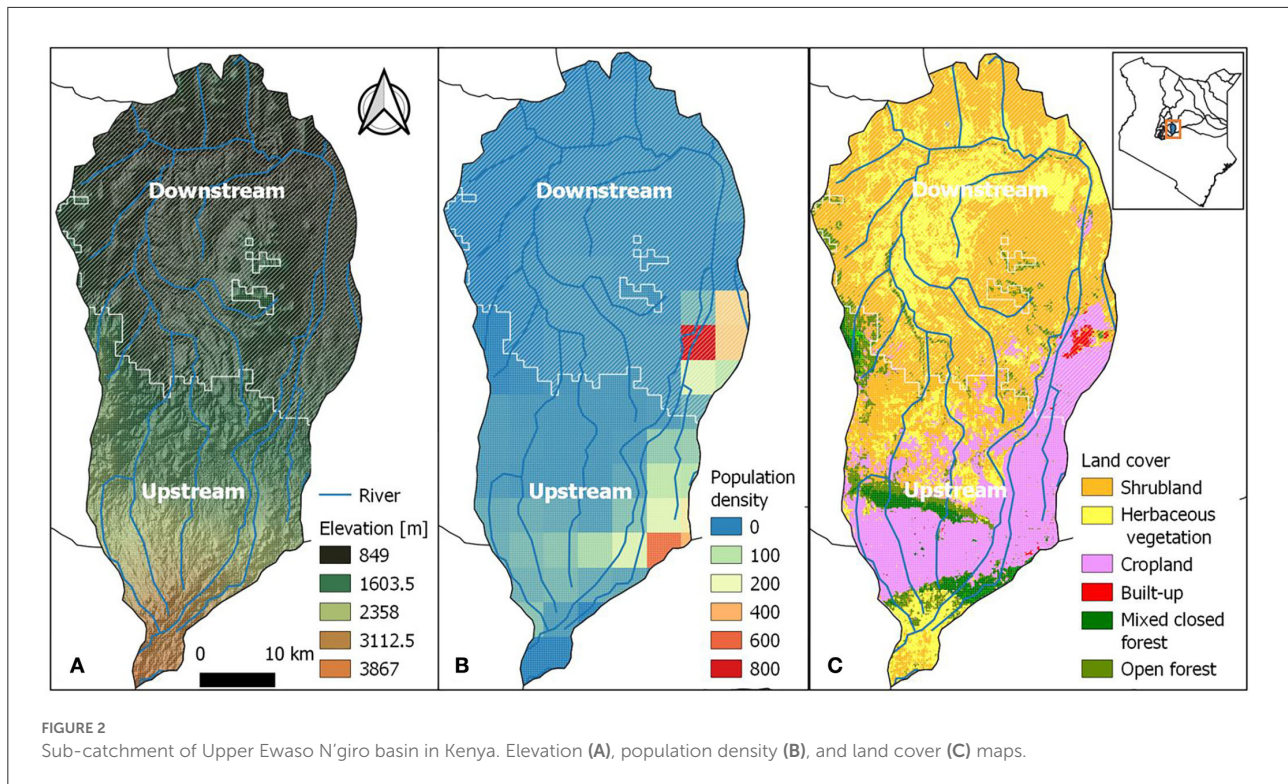 Downstream
Upstream
River
Elevation [m]
849
1603.5
2358
3112.5
3867
0 10 km
A
Downstream
Upstream
Population
density
0
100
200
400
600
800
B
Downstream
Upstream
Land cover
Shrubland
Herbaceous
vegetation
Cropland
Built-up
Mixed closed
forest
Open forest
C
FIGURE 2
Sub-catchment of Upper Ewaso N’giro basin in Kenya. Elevation (A), population density (B), and land cover (C) maps.